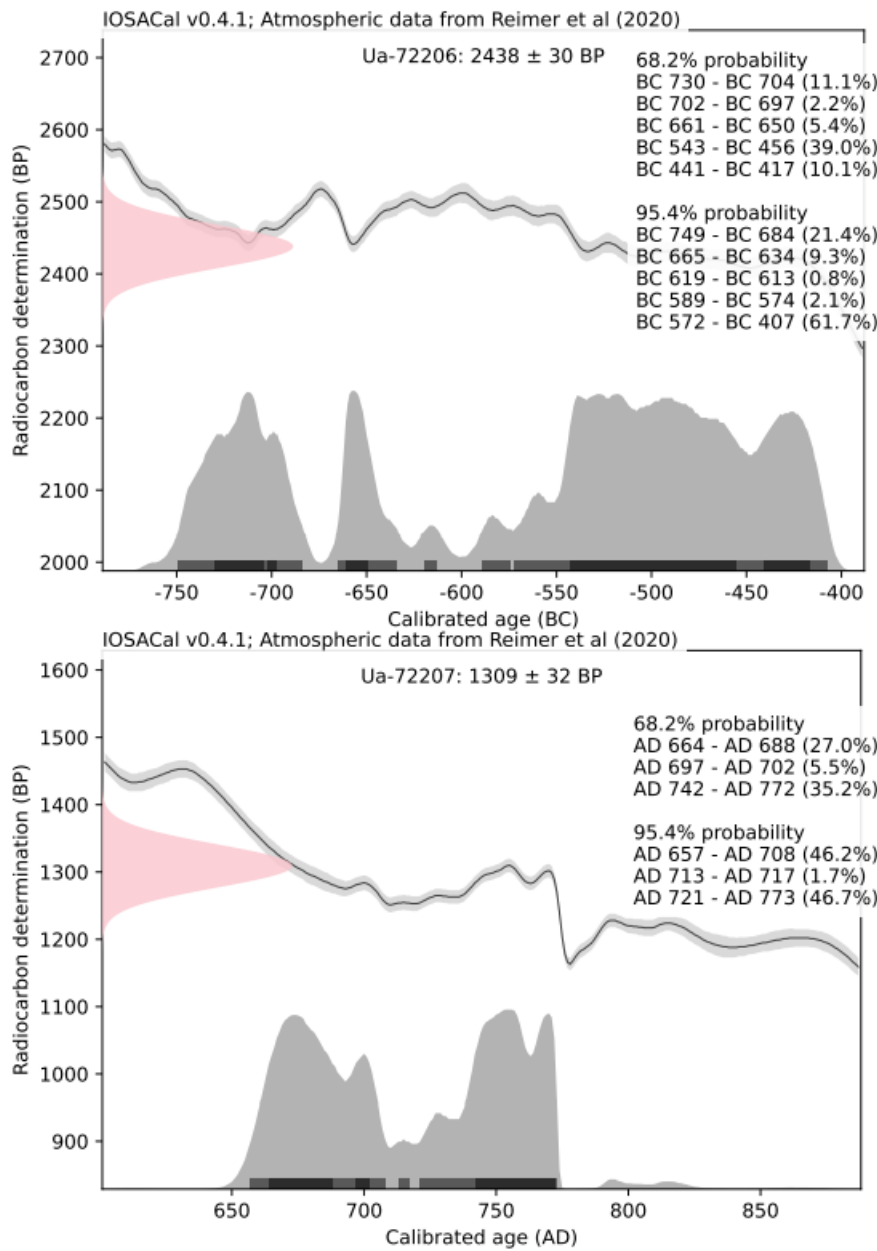 IOSACal v0.4.1; Atmospheric data from Reimer et al (2020)
Ua-72206: 2438 ± 30 BP
68.2% probability
BC 730 - BC 704 (11.1%)
BC 702 - BC 697 (2.2%)
BC 661 - BC 650 (5.4%)
BC 543 - BC 456 (39.0%)
BC 441 - BC 417 (10.1%)
95.4% probability
BC 749 - BC 684 (21.4%)
BC 665 - BC 634 (9.3%)
BC 619 - BC 613 (0.8%)
BC 589 - BC 574 (2.1%)
BC 572 - BC 407 (61.7%)
Radiocarbon determination (BP)
2700
2600
2500
2400
2300
2200
2100
2000
-750 -700 -650 -600 -550 -500 -450 -400
Calibrated age (BC)
IOSACal v0.4.1; Atmospheric data from Reimer et al (2020)
Ua-72207: 1309 ± 32 BP
68.2% probability
AD 664 - AD 688 (27.0%)
AD 697 - AD 702 (5.5%)
AD 742 - AD 772 (35.2%)
95.4% probability
AD 657 - AD 708 (46.2%)
AD 713 - AD 717 (1.7%)
AD 721 - AD 773 (46.7%)
Radiocarbon determination (BP)
1600
1500
1400
1300
1200
1100
1000
900
650 700 750 800 850
Calibrated age (AD)